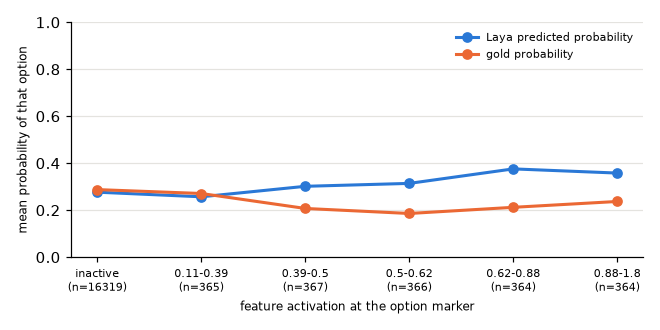 1.0
0.8
0.6
0.4
0.2
0.0
mean probability of that option
Laya predicted probability
gold probability
inactive
(n=16319)
0.11-0.39
(n=365)
0.39-0.5
(n=367)
0.5-0.62
(n=366)
0.62-0.88
(n=364)
0.88-1.8
(n=364)
feature activation at the option marker